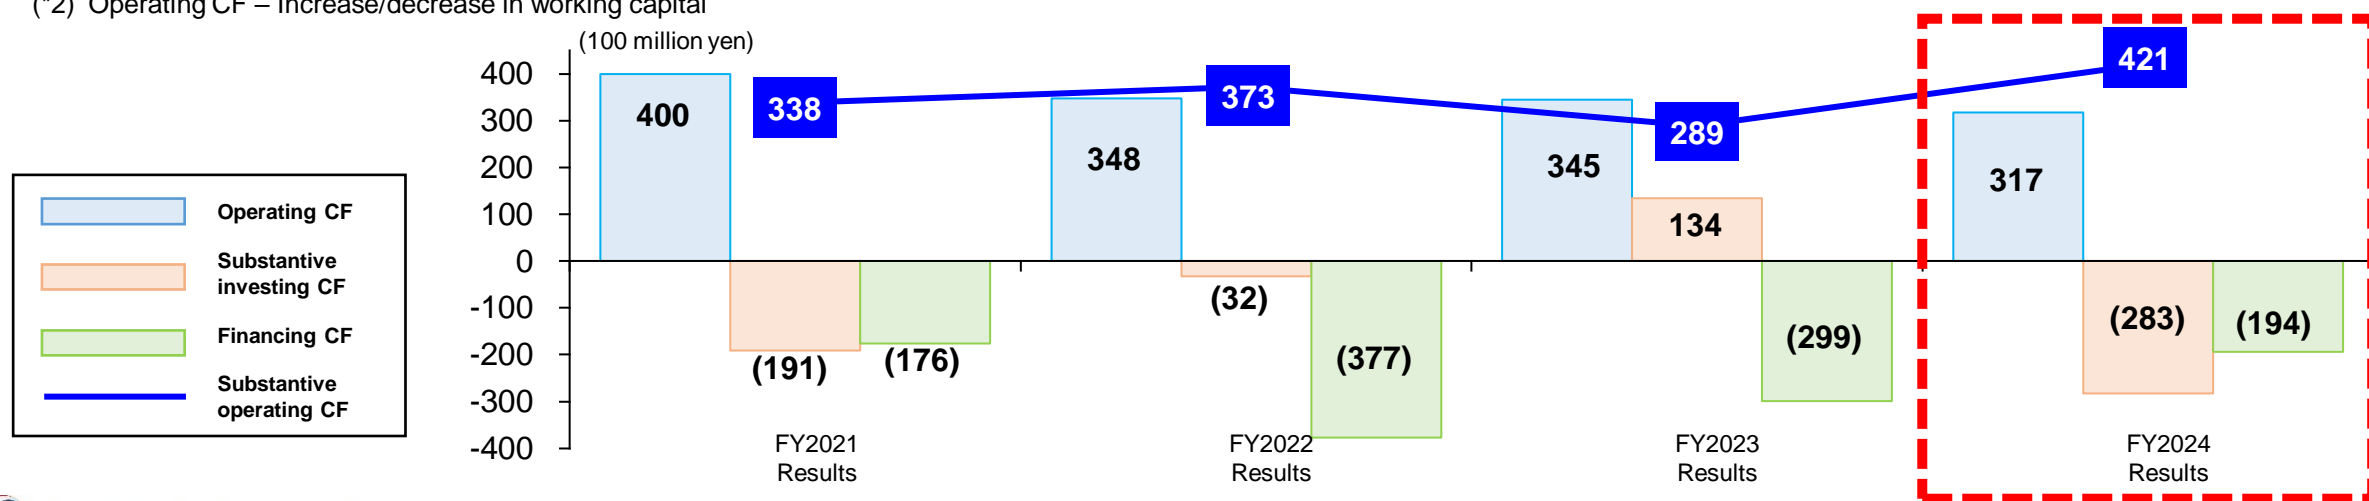 (*2) Operating CF – Increase/decrease in working capital
(100 million yen)
400
300
200
100
0
-100
-200
-300
-400
Operating CF
Substantive
investing CF
Financing CF
Substantive
operating CF
400
338
(191)
(176)
348
373
(32)
(377)
345
289
134
(299)
317
421
(283)
(194)
FY2021
Results
FY2022
Results
FY2023
Results
FY2024
Results